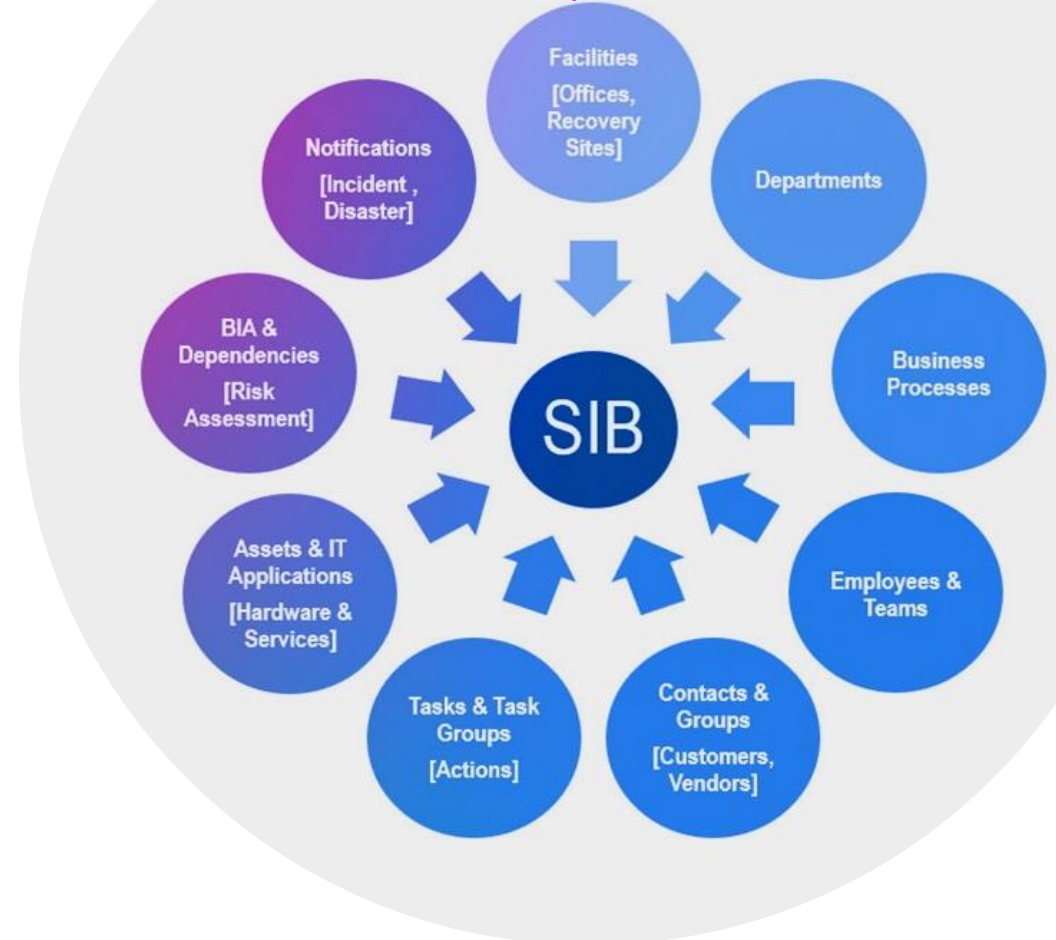 Facilities
[Offices,
Recovery
Sites]
Departments
Business
Processes
Employees &
Teams
Contacts &
Groups
[Customers,
Vendors]
Tasks & Task
Groups
[Actions]
Assets & IT
Applications
[Hardware &
Services]
BIA &
Dependencies
[Risk
Assessment]
Notifications
[Incident ,
Disaster]
SIB